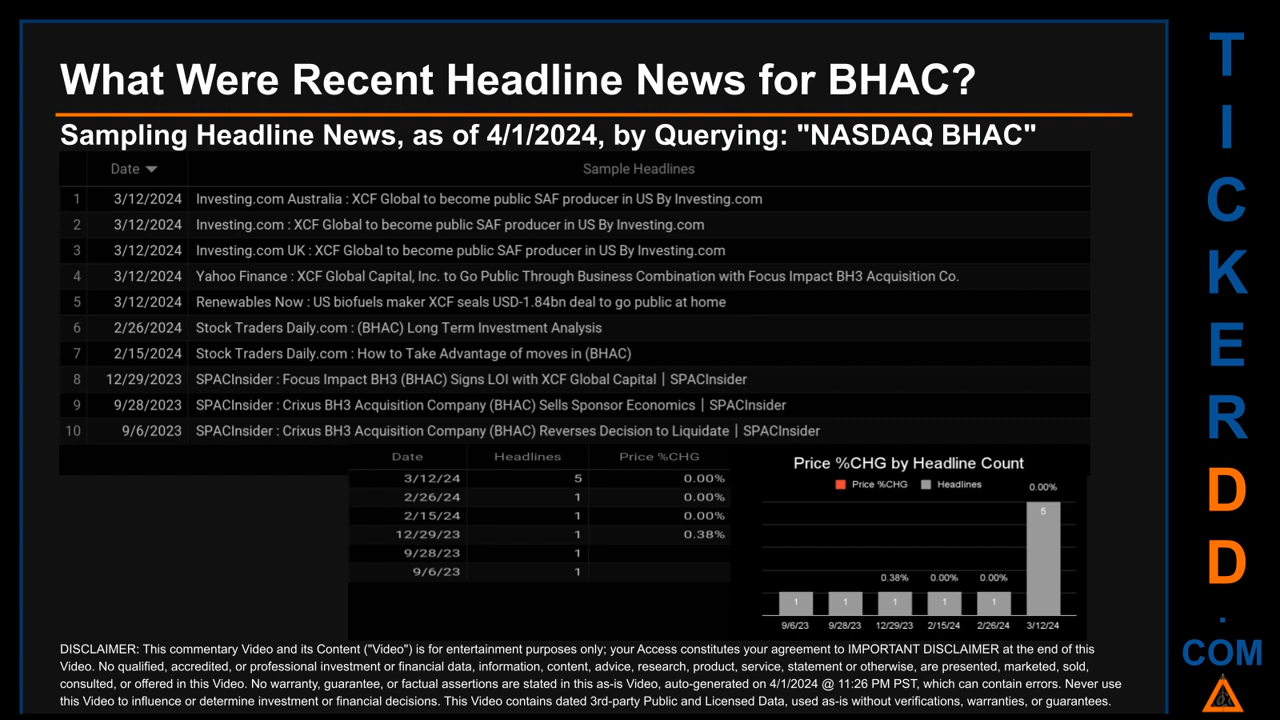 What Were Recent Headline News for BHAC?
Sampling Headline News, as of 4/1/2024, by Querying: "NASDAQ BHAC"
Date Sample Headlines
1 3/12/2024 Investing.com Australia : XCF Global to become public SAF producer in US By Investing.com
2 3/12/2024 Investing.com : XCF Global to become public SAF producer in US By Investing.com
3 3/12/2024 Investing.com UK : XCF Global to become public SAF producer in US By Investing.com
4 3/12/2024 Yahoo Finance : XCF Global Capital, Inc. to Go Public Through Business Combination with Focus Impact BH3 Acquisition Co.
5 3/12/2024 Renewables Now : US biofuels maker XCF seals USD-1.84bn deal to go public at home
6 2/26/2024 Stock Traders Daily.com : (BHAC) Long Term Investment Analysis
7 2/15/2024 Stock Traders Daily.com : How to Take Advantage of moves in (BHAC)
8 12/29/2023 SPACInsider : Focus Impact BH3 (BHAC) Signs LOI with XCF Global Capital | SPACInsider
9 9/28/2023 SPACInsider : Crixus BH3 Acquisition Company (BHAC) Sells Sponsor Economics | SPACInsider
10 9/6/2023 SPACInsider : Crixus BH3 Acquisition Company (BHAC) Reverses Decision to Liquidate | SPACInsider
Date Headlines Price %CHG
3/12/24 5 0.00%
2/26/24 1 0.00%
2/15/24 1 0.00%
12/29/23 1 0.38%
9/28/23 1
9/6/23 1
Price %CHG by Headline Count
Price %CHG Headlines
0.00%
5
0.38% 0.00% 0.00%
1 1 1 1 1
9/6/23 9/28/23 12/29/23 2/15/24 2/26/24 3/12/24
DISCLAIMER: This commentary Video and its Content ("Video") is for entertainment purposes only; your Access constitutes your agreement to IMPORTANT DISCLAIMER at the end of this
Video. No qualified, accredited, or professional investment or financial data, information, content, advice, research, product, service, statement or otherwise, are presented, marketed, sold,
consulted, or offered in this Video. No warranty, guarantee, or factual assertions are stated in this as-is Video, auto-generated on 4/1/2024 @ 11:26 PM PST, which can contain errors. Never use
this Video to influence or determine investment or financial decisions. This Video contains dated 3rd-party Public and Licensed Data, used as-is without verifications, warranties, or guarantees.
T
I
C
K
E
R
D
D
.
COM